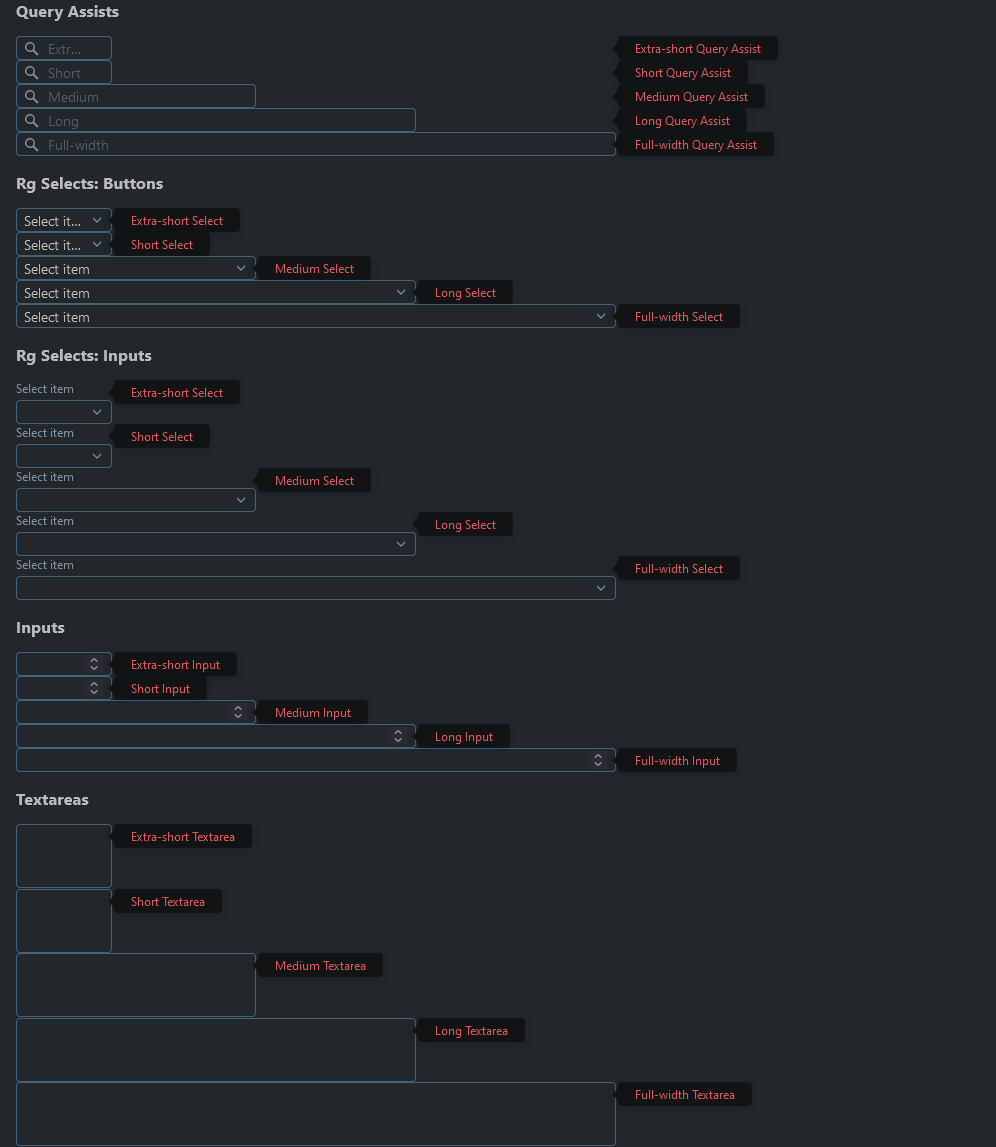 Query Assists
Extr... Extra-short Query Assist
Short Short Query Assist
Medium Medium Query Assist
Long Long Query Assist
Full-width Full-width Query Assist
Rg Selects: Buttons
Select it... Extra-short Select
Select it... Short Select
Select item Medium Select
Select item Long Select
Select item Full-width Select
Rg Selects: Inputs
Select item Extra-short Select
Select item Short Select
Select item Medium Select
Select item Long Select
Select item Full-width Select
Inputs
Extra-short Input
Short Input
Medium Input
Long Input
Full-width Input
Textareas
Extra-short Textarea
Short Textarea
Medium Textarea
Long Textarea
Full-width Textarea